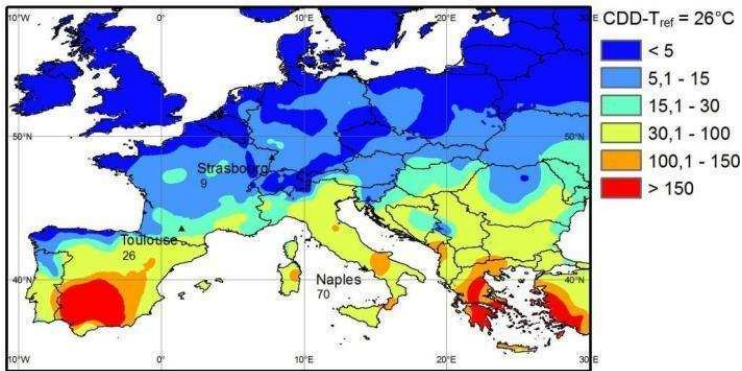 10°W
0°
10°E
20°E
30°E
CDD-Tref = 26°C
< 5
5,1 - 15
15,1 - 30
30,1 - 100
100,1 - 150
> 150
50°N
50°N
Strasbourg
9
Toulouse
26
40°N
Naples
70
40°N
10°W
0°
10°E
20°E
30°E